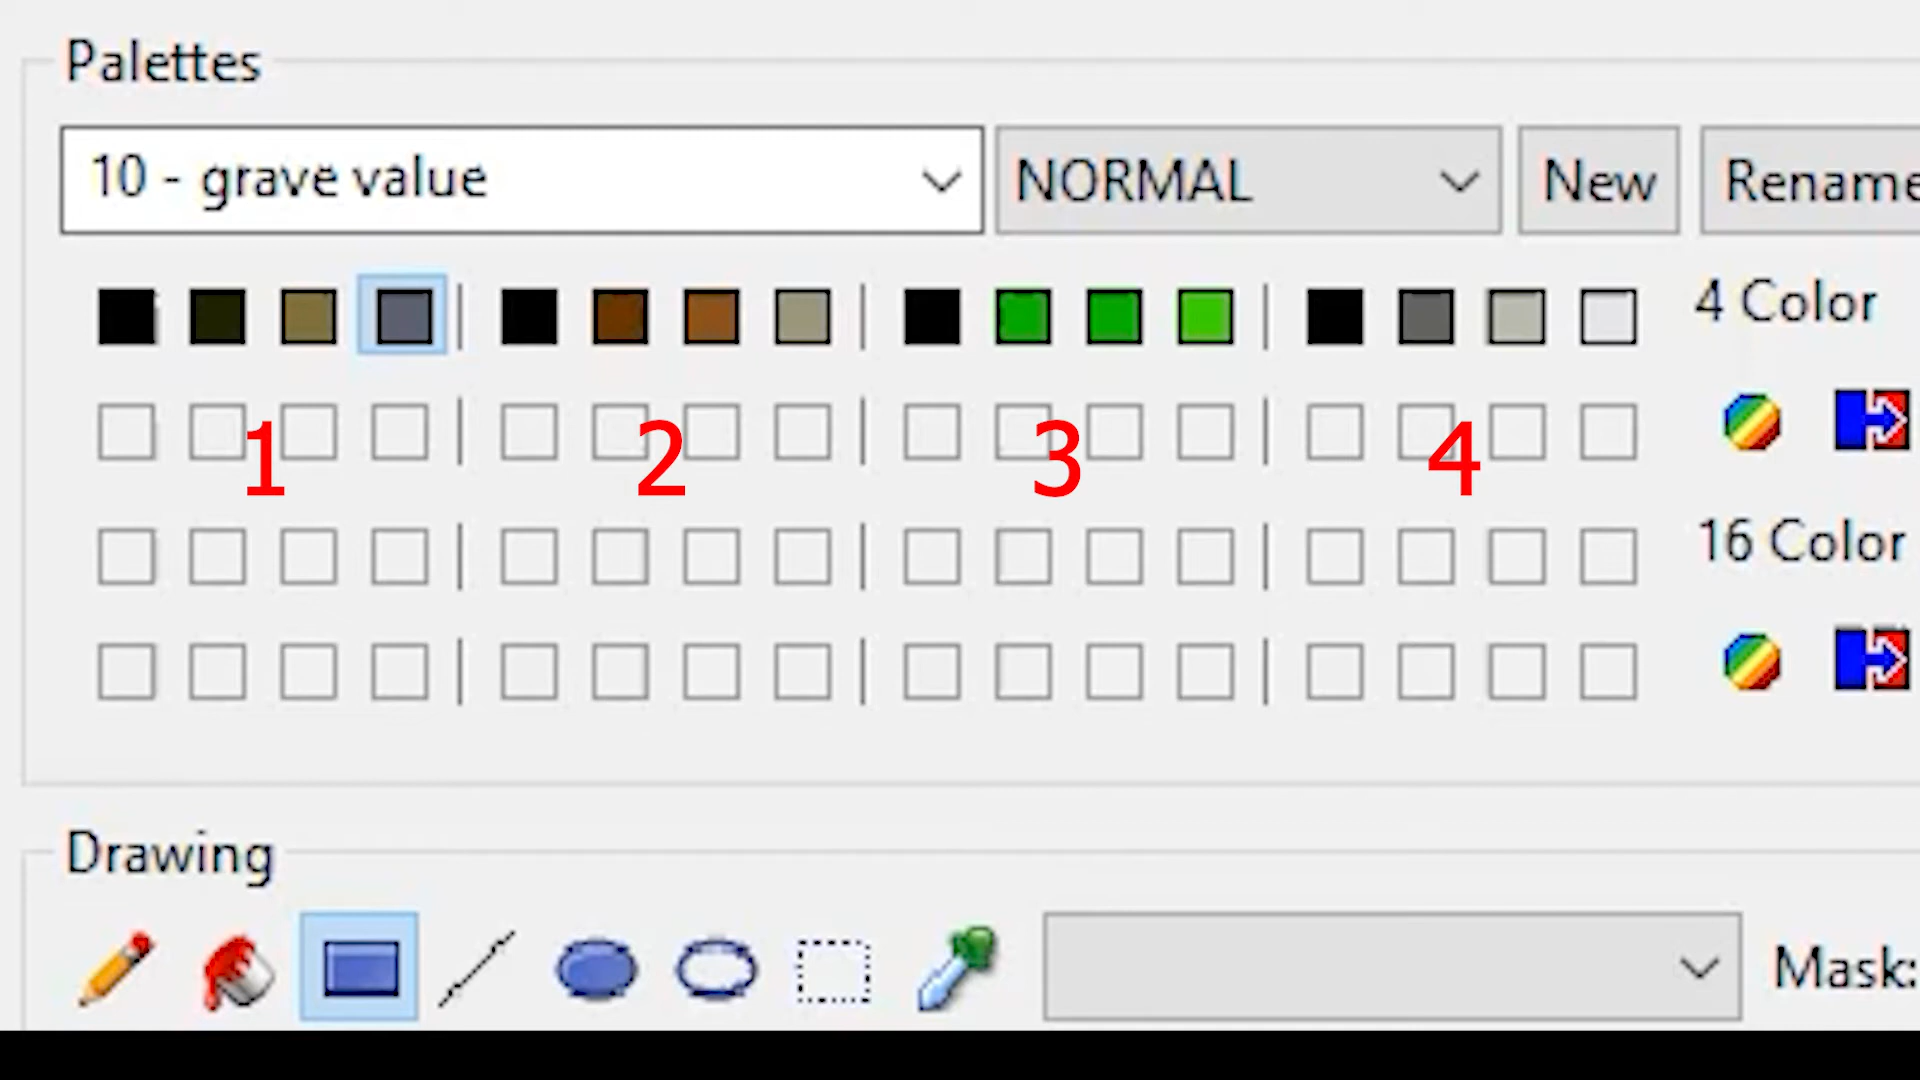 Palettes
10 - grave value
NORMAL
New
Rename
4 Color
1 2 3 4
16 Color
Drawing
Mask: